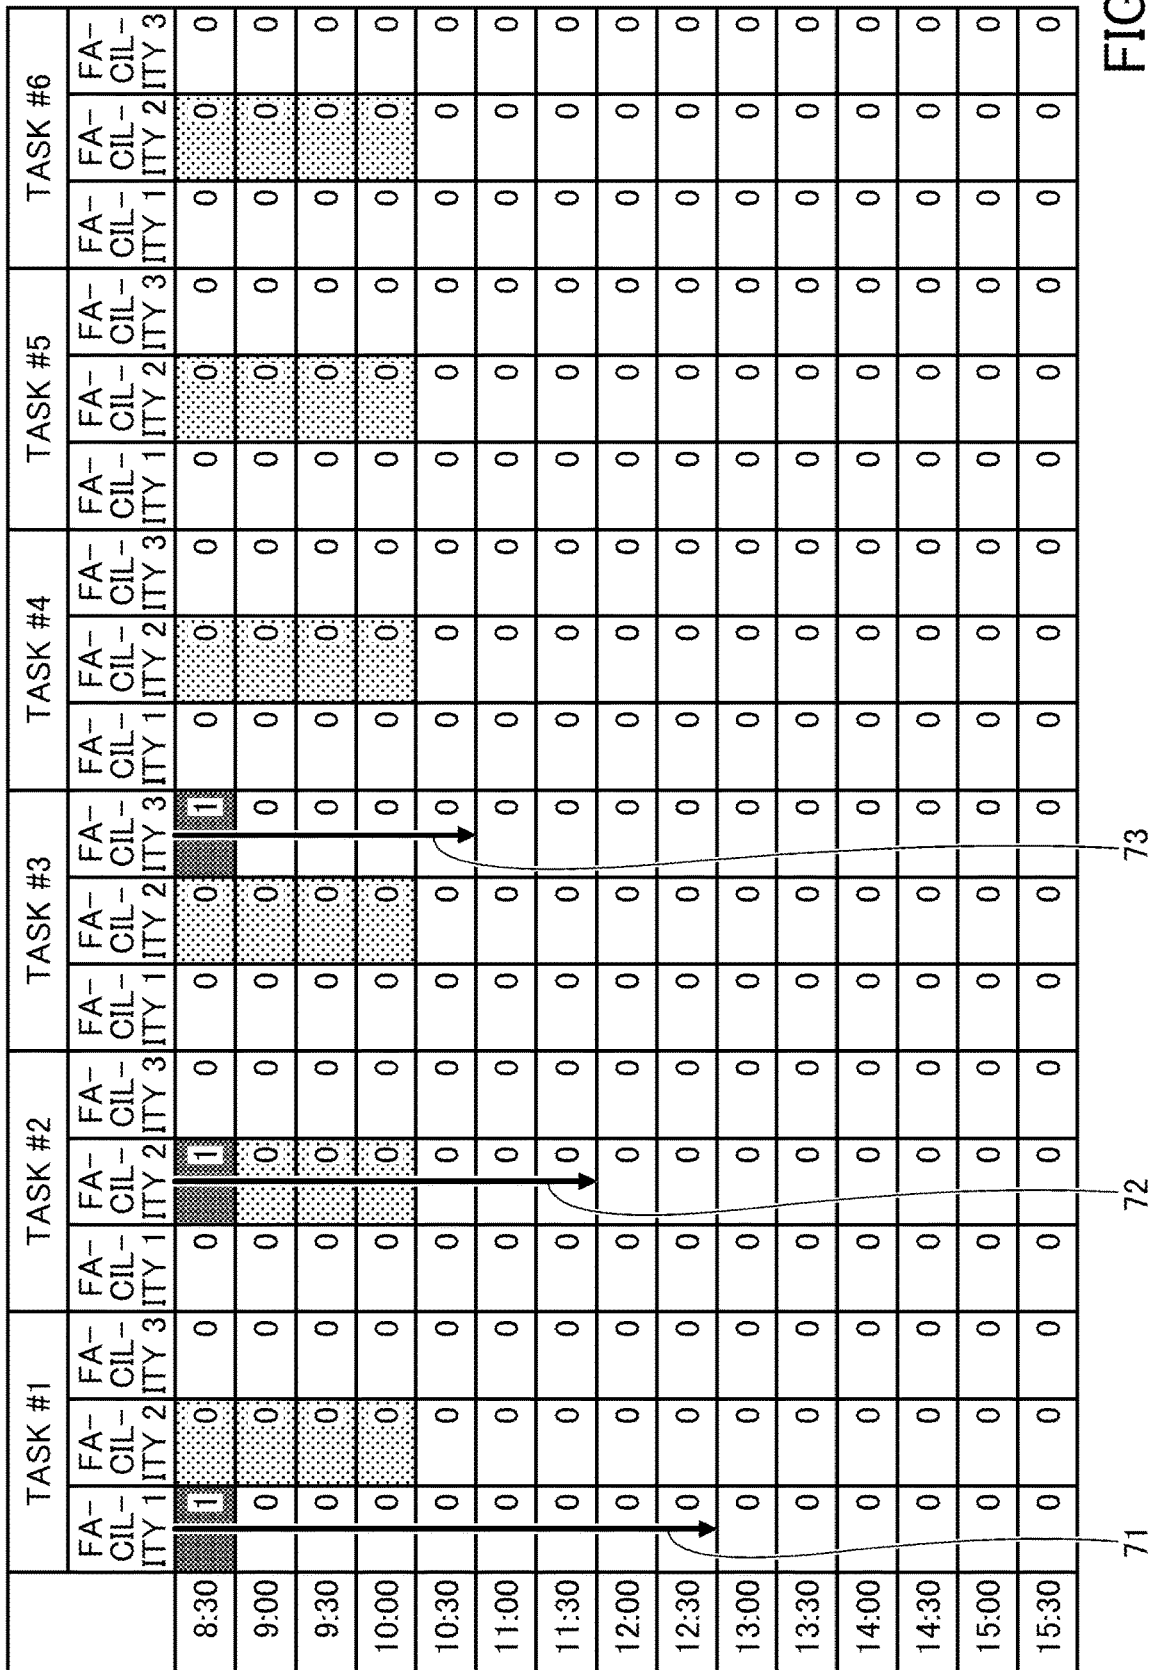 TASK #1 TASK #2 TASK #3 TASK #4 TASK #5 TASK #6
FA- FA- FA- FA- FA- FA- FA- FA- FA- FA- FA- FA- FA- FA- FA- FA- FA- FA-
CIL- CIL- CIL- CIL- CIL- CIL- CIL- CIL- CIL- CIL- CIL- CIL- CIL- CIL- CIL- CIL- CIL- CIL-
ITY 1 ITY 2 ITY 3 ITY 1 ITY 2 ITY 3 ITY 1 ITY 2 ITY 3 ITY 1 ITY 2 ITY 3 ITY 1 ITY 2 ITY 3 ITY 1 ITY 2 ITY 3
8:30 1 0 0 0 1 0 0 0 1 0 0 0 0 0 0 0 0 0
9:00 0 0 0 0 0 0 0 0 0 0 0 0 0 0 0 0 0 0
9:30 0 0 0 0 0 0 0 0 0 0 0 0 0 0 0 0 0 0
10:00 0 0 0 0 0 0 0 0 0 0 0 0 0 0 0 0 0 0
10:30 0 0 0 0 0 0 0 0 0 0 0 0 0 0 0 0 0 0
11:00 0 0 0 0 0 0 0 0 0 0 0 0 0 0 0 0 0 0
11:30 0 0 0 0 0 0 0 0 0 0 0 0 0 0 0 0 0 0
12:00 0 0 0 0 0 0 0 0 0 0 0 0 0 0 0 0 0 0
12:30 0 0 0 0 0 0 0 0 0 0 0 0 0 0 0 0 0 0
13:00 0 0 0 0 0 0 0 0 0 0 0 0 0 0 0 0 0 0
13:30 0 0 0 0 0 0 0 0 0 0 0 0 0 0 0 0 0 0
14:00 0 0 0 0 0 0 0 0 0 0 0 0 0 0 0 0 0 0
14:30 0 0 0 0 0 0 0 0 0 0 0 0 0 0 0 0 0 0
15:00 0 0 0 0 0 0 0 0 0 0 0 0 0 0 0 0 0 0
15:30 0 0 0 0 0 0 0 0 0 0 0 0 0 0 0 0 0 0
71 72 73
FIG